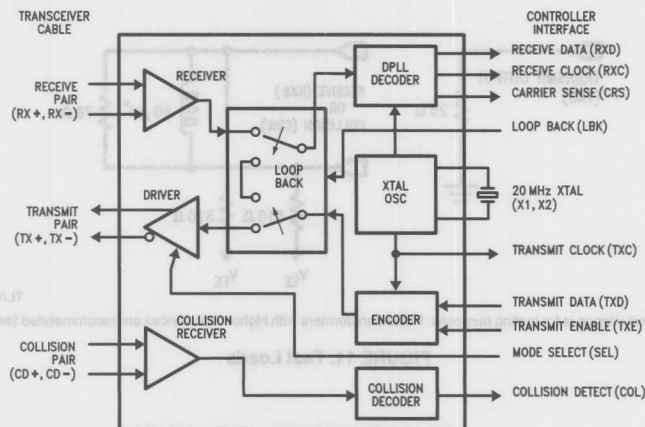 TRANSCEIVER
CABLE
CONTROLLER
INTERFACE
RECEIVE
PAIR
(RX+, RX-)
RECEIVER
DPLL
DECODER
RECEIVE DATA (RXD)
RECEIVE CLOCK (RXC)
CARRIER SENSE (CRS)
LOOP BACK (LBK)
LOOP
BACK
XTAL
OSC
20 MHz XTAL
(X1, X2)
DRIVER
TRANSMIT
PAIR
(TX+, TX-)
TRANSMIT CLOCK (TXC)
ENCODER
TRANSMIT DATA (TXD)
TRANSMIT ENABLE (TXE)
MODE SELECT (SEL)
COLLISION
RECEIVER
COLLISION
PAIR
(CD+, CD-)
COLLISION
DECODER
COLLISION DETECT (COL)